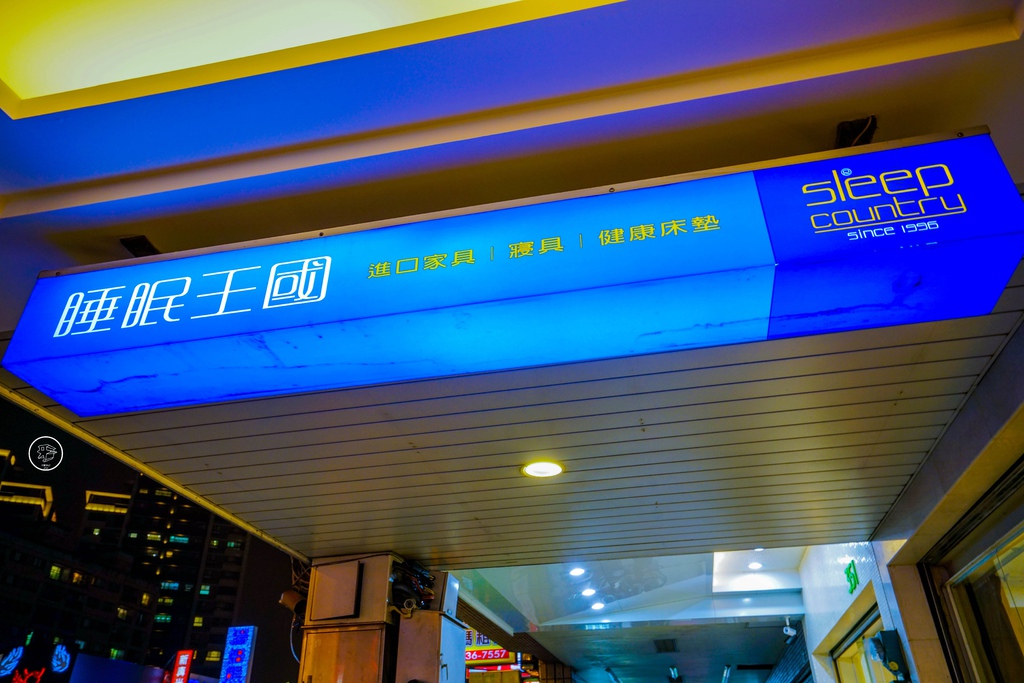 睡眠王國
進口家具 | 寢具 | 健康床墊
sleep
country
since 1996
36-7557